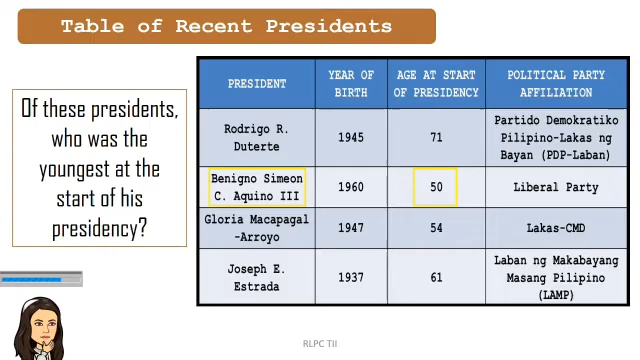 Table of Recent Presidents
Of these presidents,
who was the
youngest at the
start of his
presidency?
PRESIDENT
YEAR OF
BIRTH
AGE AT START
OF PRESIDENCY
POLITICAL PARTY
AFFILIATION
Rodrigo R.
Duterte
1945
71
Partido Demokratiko
Pilipino-Lakas ng
Bayan (PDP-Laban)
Benigno Simeon
C. Aquino III
1960
50
Liberal Party
Gloria Macapagal
-Arroyo
1947
54
Lakas-CMD
Joseph E.
Estrada
1937
61
Laban ng Makabayang
Masang Pilipino
(LAMP)
RLPC TII